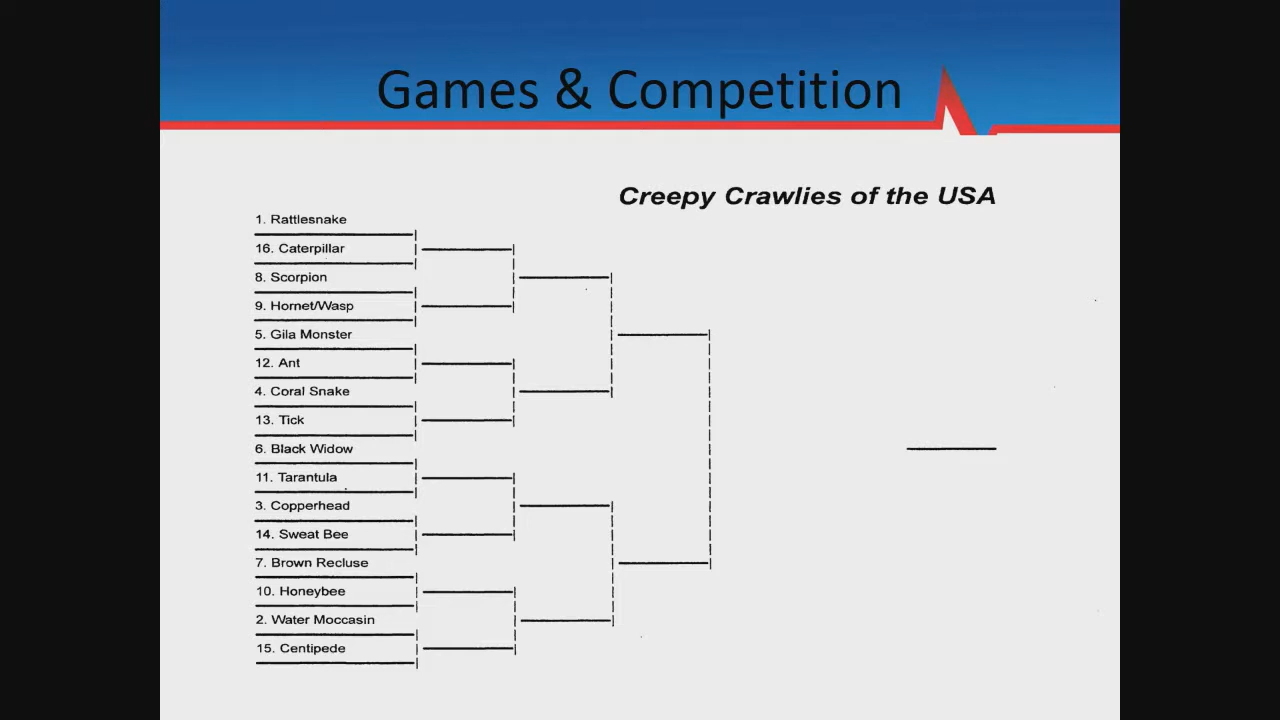 Games & Competition
Creepy Crawlies of the USA
1. Rattlesnake
16. Caterpillar
8. Scorpion
9. Hornet/Wasp
5. Gila Monster
12. Ant
4. Coral Snake
13. Tick
6. Black Widow
11. Tarantula
3. Copperhead
14. Sweat Bee
7. Brown Recluse
10. Honeybee
2. Water Moccasin
15. Centipede